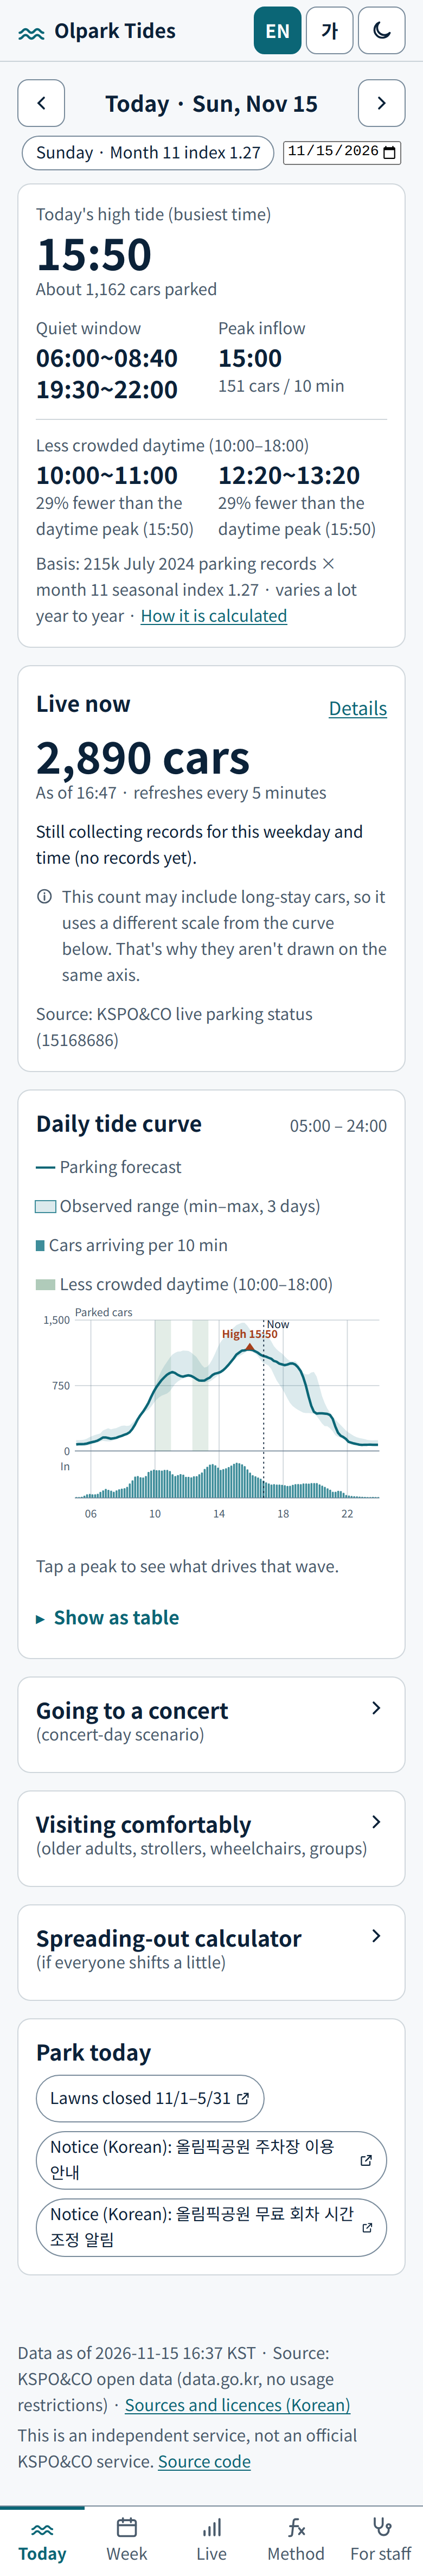 Olpark Tides
EN
가
Today · Sun, Nov 15
Sunday · Month 11 index 1.27
11/15/2026
Today's high tide (busiest time)
15:50
About 1,162 cars parked
Quiet window
06:00~08:40
19:30~22:00
Peak inflow
15:00
151 cars / 10 min
Less crowded daytime (10:00–18:00)
10:00~11:00
29% fewer than the
daytime peak (15:50)
12:20~13:20
29% fewer than the
daytime peak (15:50)
Basis: 215k July 2024 parking records ×
month 11 seasonal index 1.27 · varies a lot
year to year · How it is calculated
Live now
Details
2,890 cars
As of 16:47 · refreshes every 5 minutes
Still collecting records for this weekday and
time (no records yet).
This count may include long-stay cars, so it
uses a different scale from the curve
below. That's why they aren't drawn on the
same axis.
Source: KSPO&CO live parking status
(15168686)
Daily tide curve
05:00 – 24:00
Parking forecast
Observed range (min–max, 3 days)
Cars arriving per 10 min
Less crowded daytime (10:00–18:00)
Parked cars
1,500
Now
High 15:50
750
0
In
06 10 14 18 22
Tap a peak to see what drives that wave.
Show as table
Going to a concert
(concert-day scenario)
Visiting comfortably
(older adults, strollers, wheelchairs, groups)
Spreading-out calculator
(if everyone shifts a little)
Park today
Lawns closed 11/1–5/31
Notice (Korean): 올림픽공원 주차장 이용
안내
Notice (Korean): 올림픽공원 무료 회차 시간
조정 알림
Data as of 2026-11-15 16:37 KST · Source:
KSPO&CO open data (data.go.kr, no usage
restrictions) · Sources and licences (Korean)
This is an independent service, not an official
KSPO&CO service. Source code
Today
Week
Live
Method
For staff